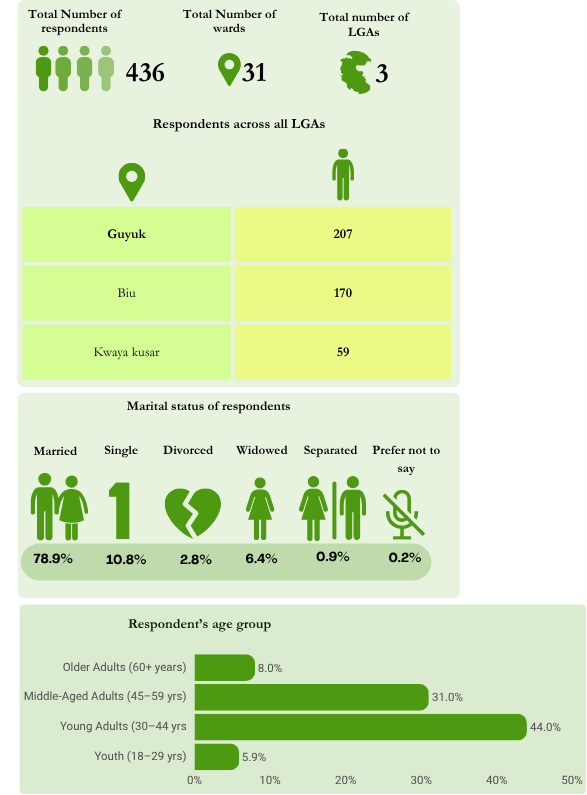 Total Number of
respondents
436
Total Number of
wards
31
Total number of
LGAs
3
Respondents across all LGAs
Guyuk 207
Biu 170
Kwaya kusar 59
Marital status of respondents
Married Single Divorced Widowed Separated Prefer not to
say
78.9% 10.8% 2.8% 6.4% 0.9% 0.2%
Respondent's age group
Older Adults (60+ years) 8.0%
Middle-Aged Adults (45–59 yrs) 31.0%
Young Adults (30–44 yrs 44.0%
Youth (18–29 yrs) 5.9%
0% 10% 20% 30% 40% 50%